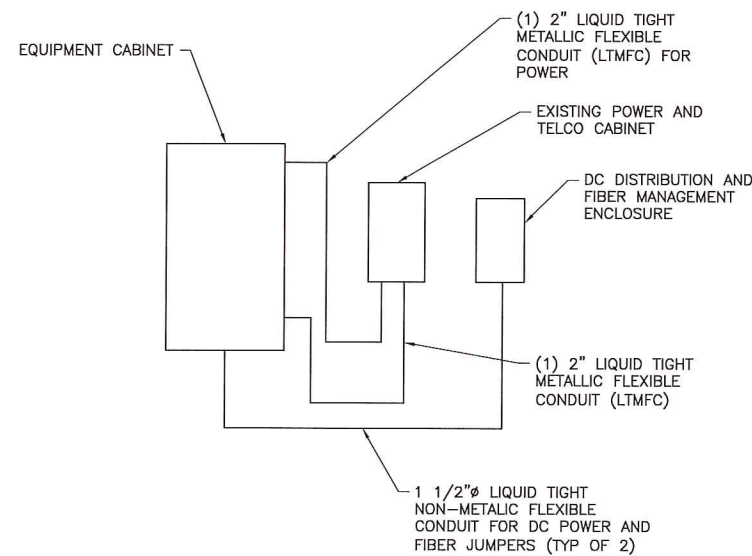 (1) 2" LIQUID TIGHT
METALLIC FLEXIBLE
CONDUIT (LTMFC) FOR
POWER
EQUIPMENT CABINET
EXISTING POWER AND
TELCO CABINET
DC DISTRIBUTION AND
FIBER MANAGEMENT
ENCLOSURE
(1) 2" LIQUID TIGHT
METALLIC FLEXIBLE
CONDUIT (LTMFC)
1 1/2"ø LIQUID TIGHT
NON-METALIC FLEXIBLE
CONDUIT FOR DC POWER AND
FIBER JUMPERS (TYP OF 2)